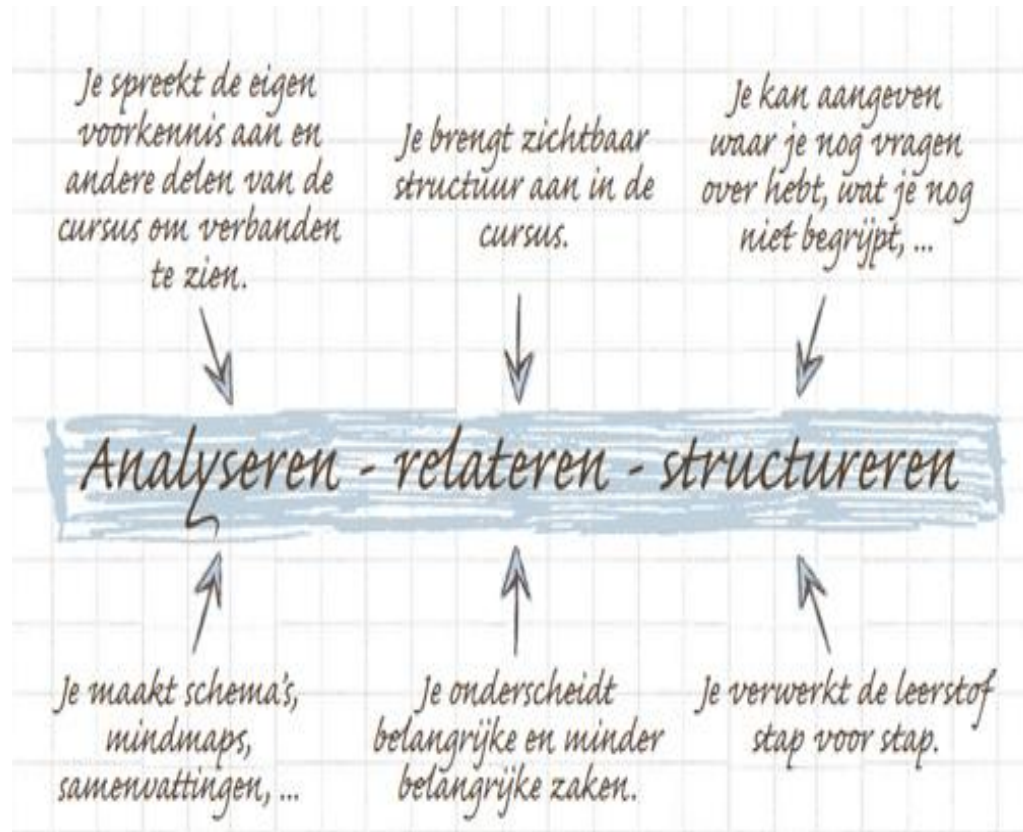 Je spreekt de eigen
voorkennis aan en
andere delen van de
cursus om verbanden
te zien.
Je brengt zichtbaar
structuur aan in de
cursus.
Je kan aangeven
waar je nog vragen
over hebt, wat je nog
niet begrijpt, ...
Analyseren - relateren - structureren
Je maakt schema's,
mindmaps,
samenvattingen, ...
Je onderscheidt
belangrijke en minder
belangrijke zaken.
Je verwerkt de leerstof
stap voor stap.